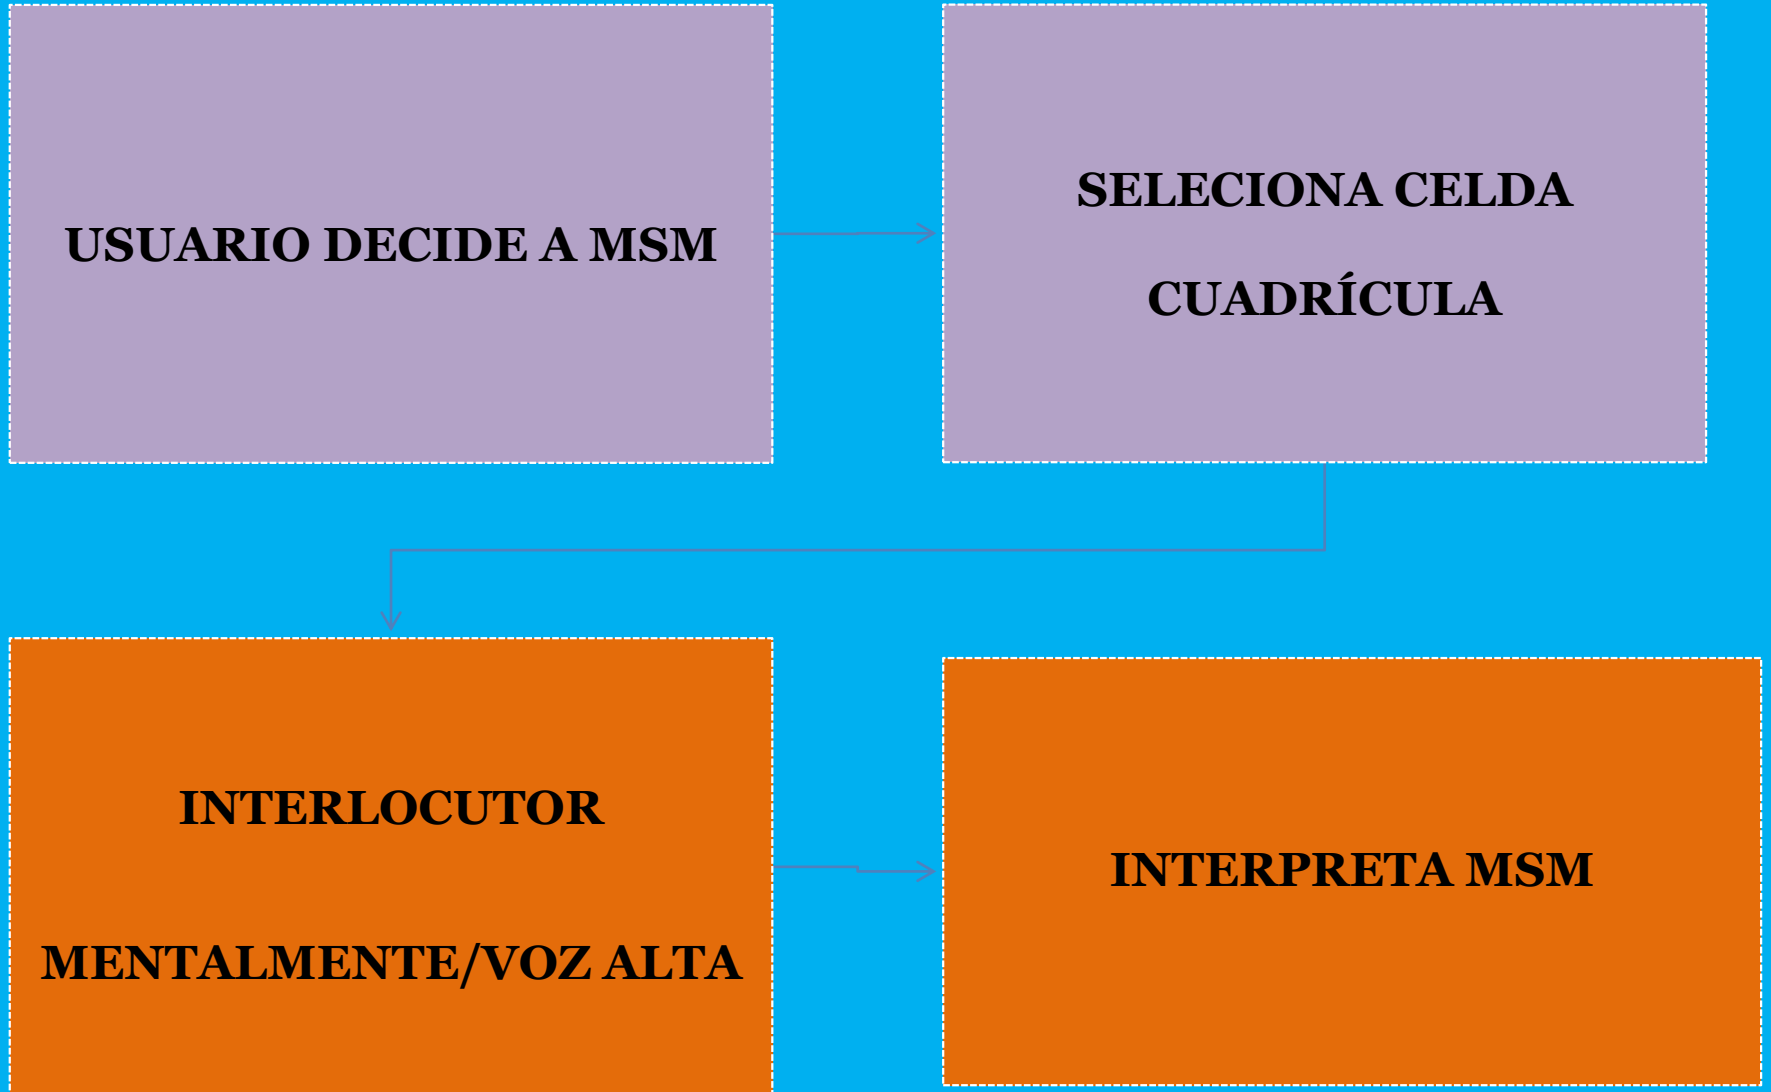 USUARIO DECIDE A MSM
SELECIONA CELDA
CUADRÍCULA
INTERLOCUTOR
MENTALMENTE/VOZ ALTA
INTERPRETA MSM